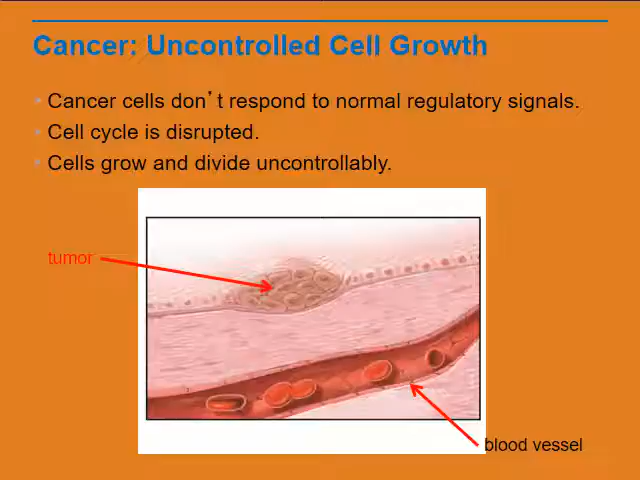 Cancer: Uncontrolled Cell Growth
• Cancer cells don’t respond to normal regulatory signals.
• Cell cycle is disrupted.
• Cells grow and divide uncontrollably.
tumor
blood vessel